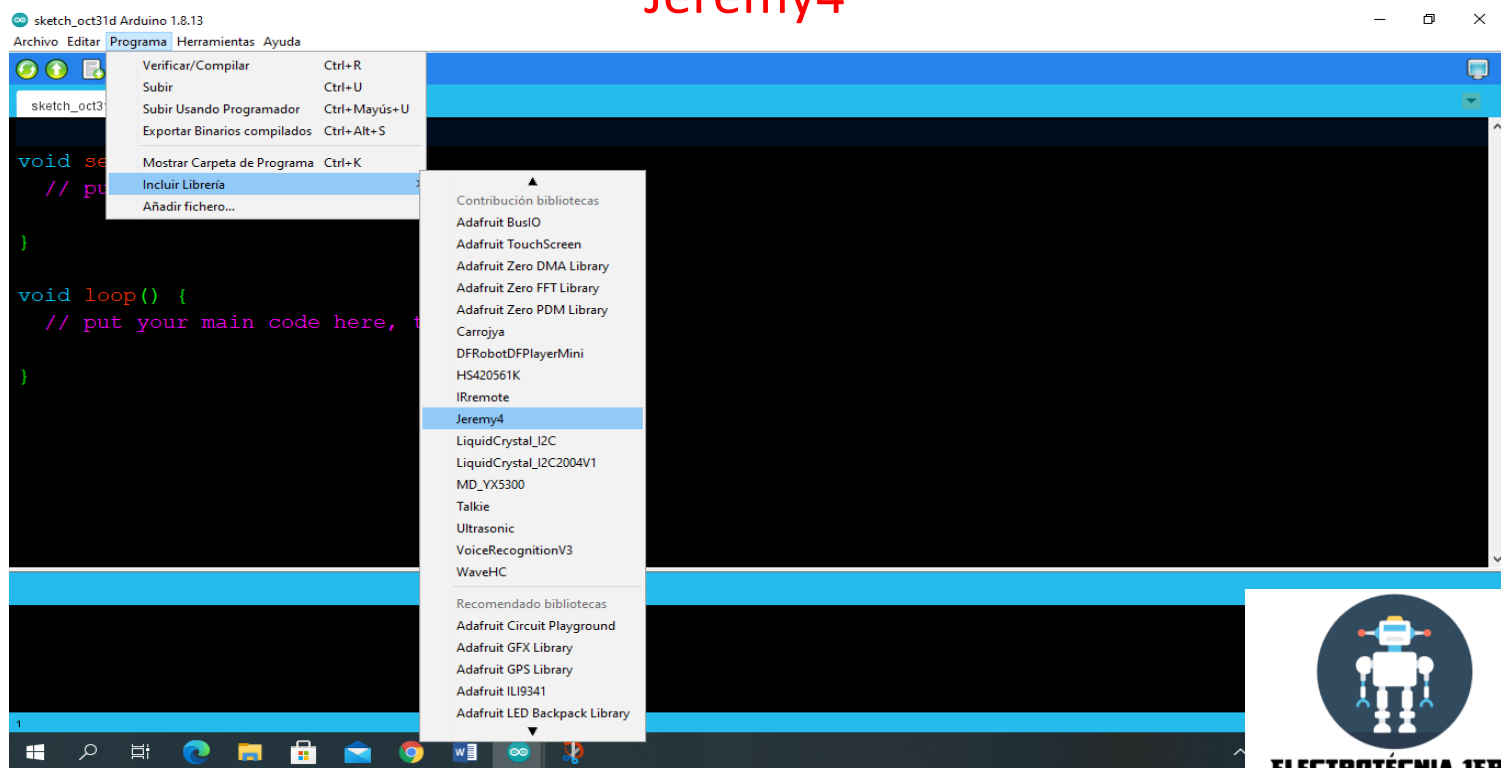 Jeremy4
sketch_oct31d Arduino 1.8.13
Archivo Editar Programa Herramientas Ayuda
Verificar/Compilar Ctrl+R
Subir Ctrl+U
sketch_oct31
Subir Usando Programador Ctrl+Mayús+U
Exportar Binarios compilados Ctrl+Alt+S
void se
Mostrar Carpeta de Programa Ctrl+K
// pu
Incluir Librería
Añadir fichero...
}
void loop() {
// put your main code here, t
}
Contribución bibliotecas
Adafruit BusIO
Adafruit TouchScreen
Adafruit Zero DMA Library
Adafruit Zero FFT Library
Adafruit Zero PDM Library
Carrojya
DFRobotDFPlayerMini
HS420561K
IRremote
Jeremy4
LiquidCrystal_I2C
LiquidCrystal_I2C2004V1
MD_YX5300
Talkie
Ultrasonic
VoiceRecognitionV3
WaveHC
Recomendado bibliotecas
Adafruit Circuit Playground
Adafruit GFX Library
Adafruit GPS Library
Adafruit ILI9341
Adafruit LED Backpack Library
1
ELECTROTÉCNIA